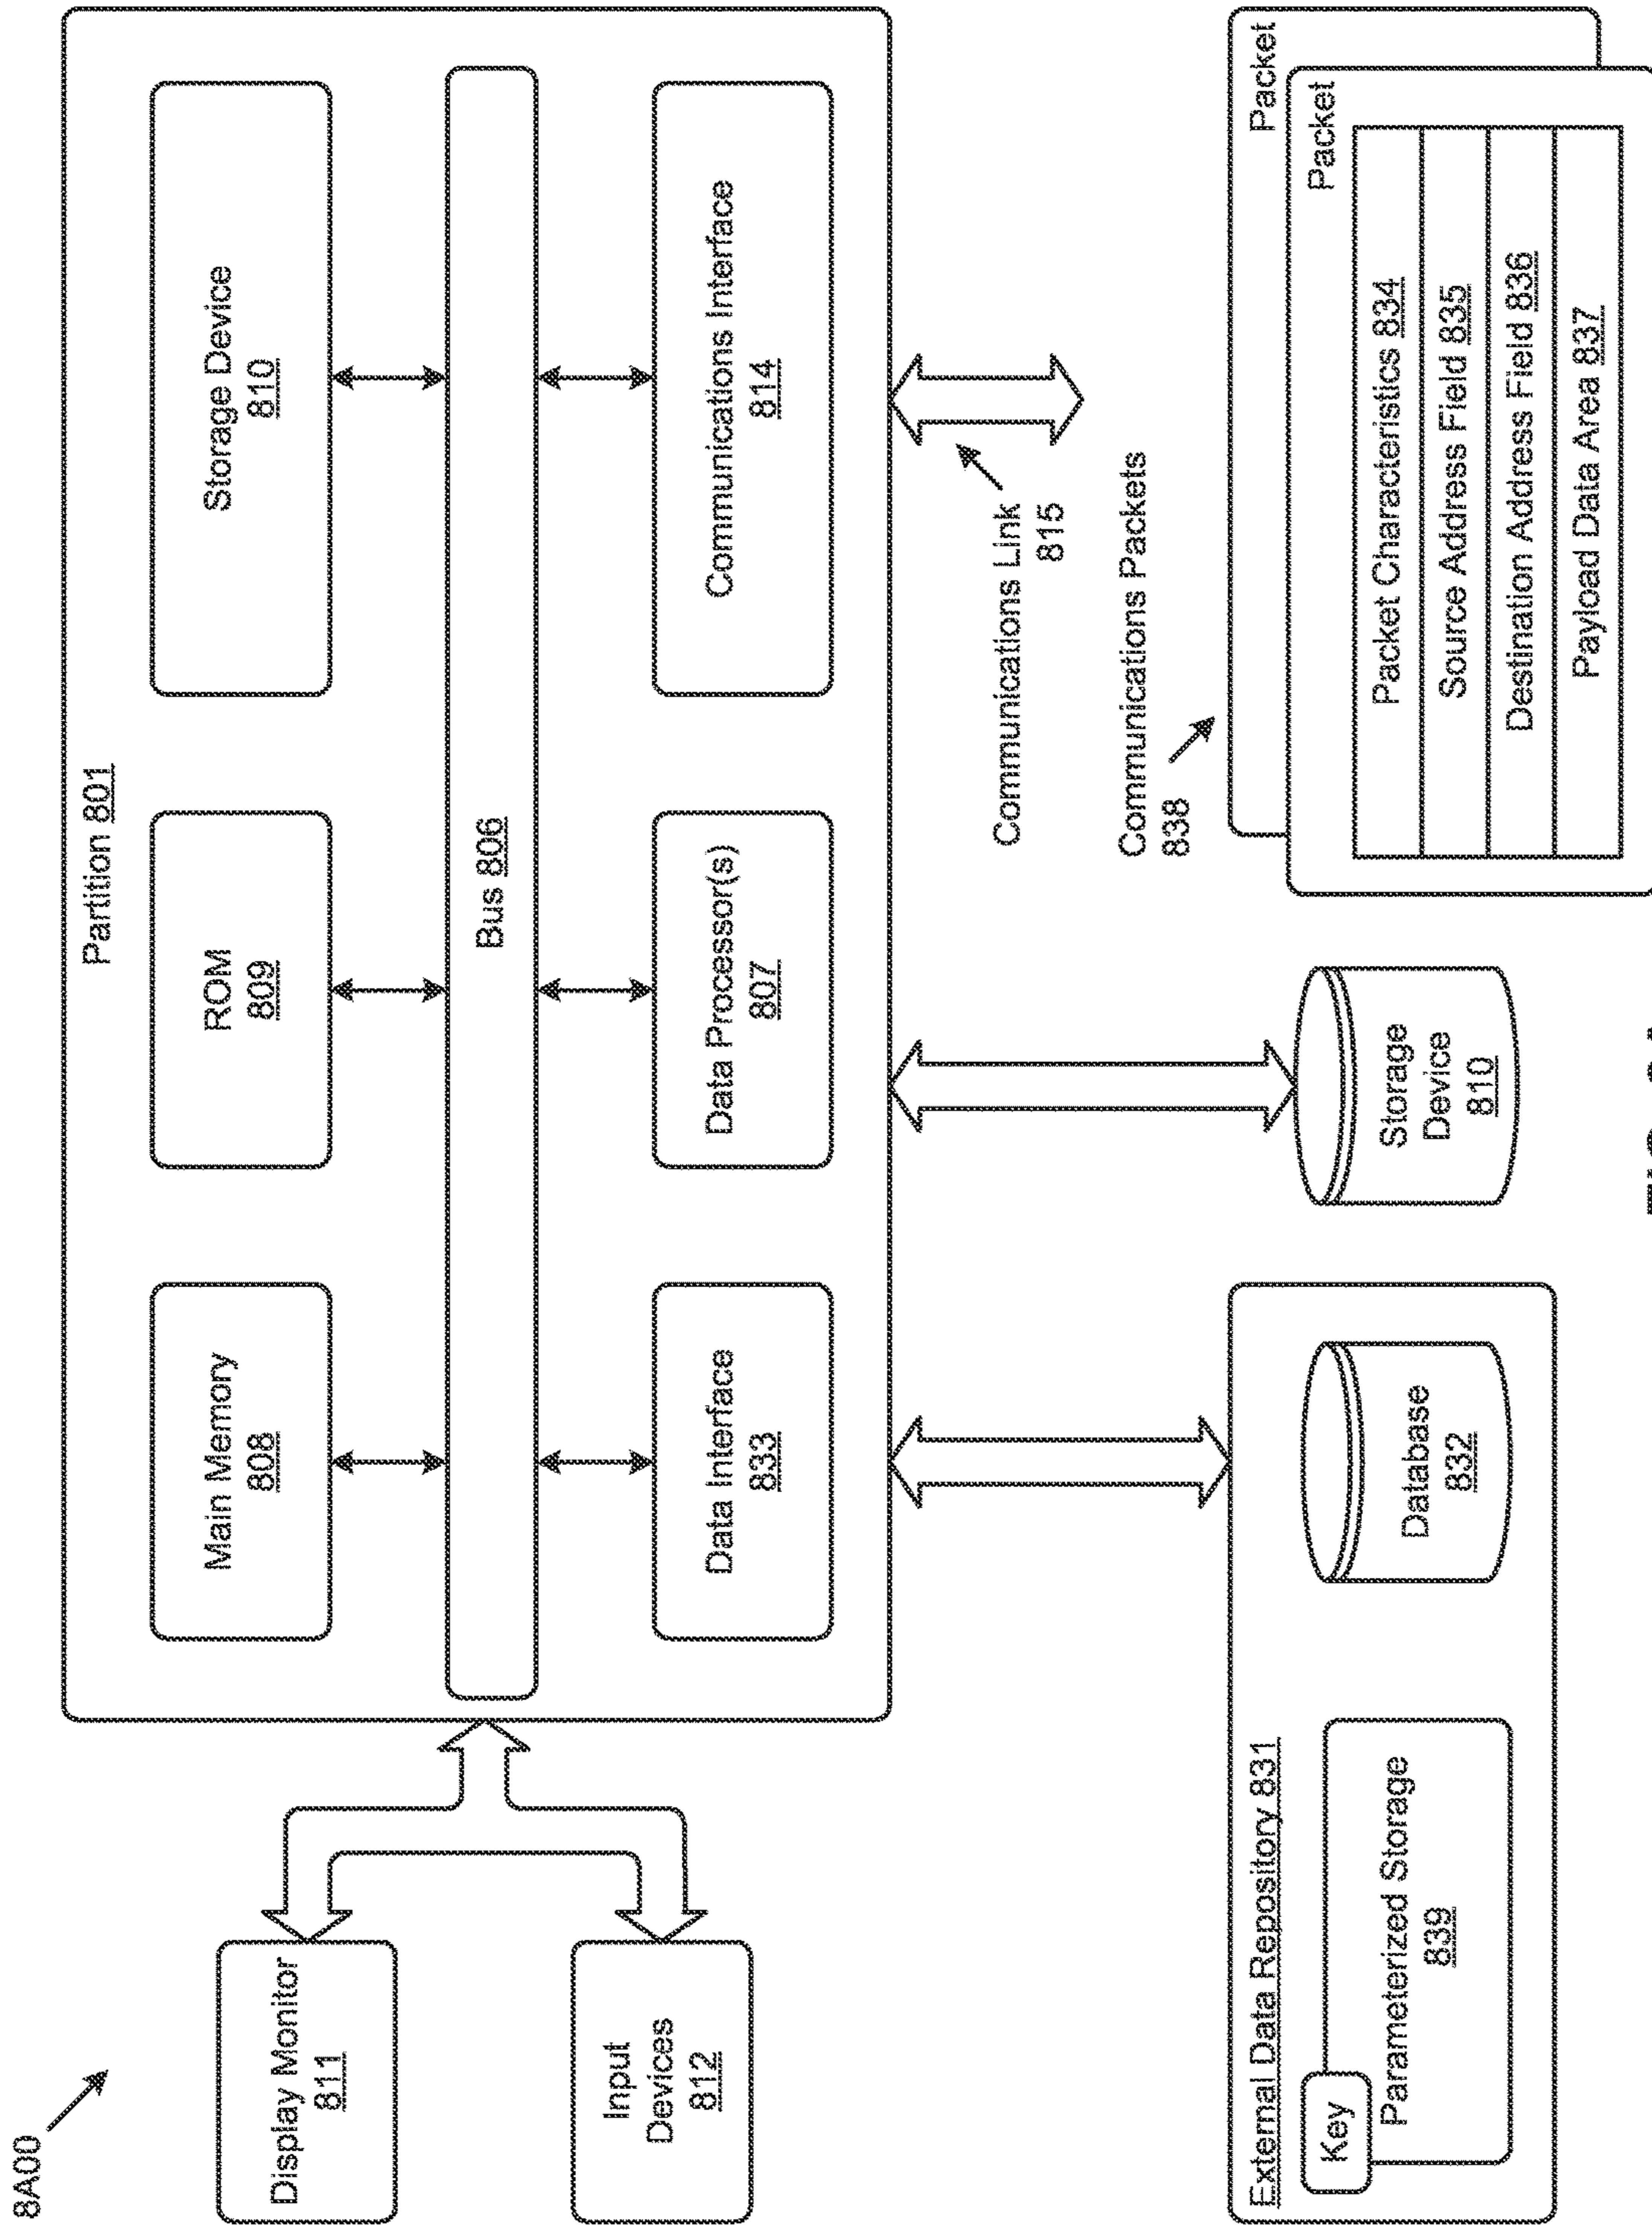 8A00
Partition 801
Main Memory
808
ROM
809
Storage Device
810
Display Monitor
811
Bus 806
Input
Devices
812
Data Interface
833
Data Processor(s)
807
Communications Interface
814
Communications Link
815
Communications Packets
838
External Data Repository 831
Key
Parameterized Storage
839
Database
832
Storage
Device
810
Packet
Packet
Packet Characteristics 834
Source Address Field 835
Destination Address Field 836
Payload Data Area 837